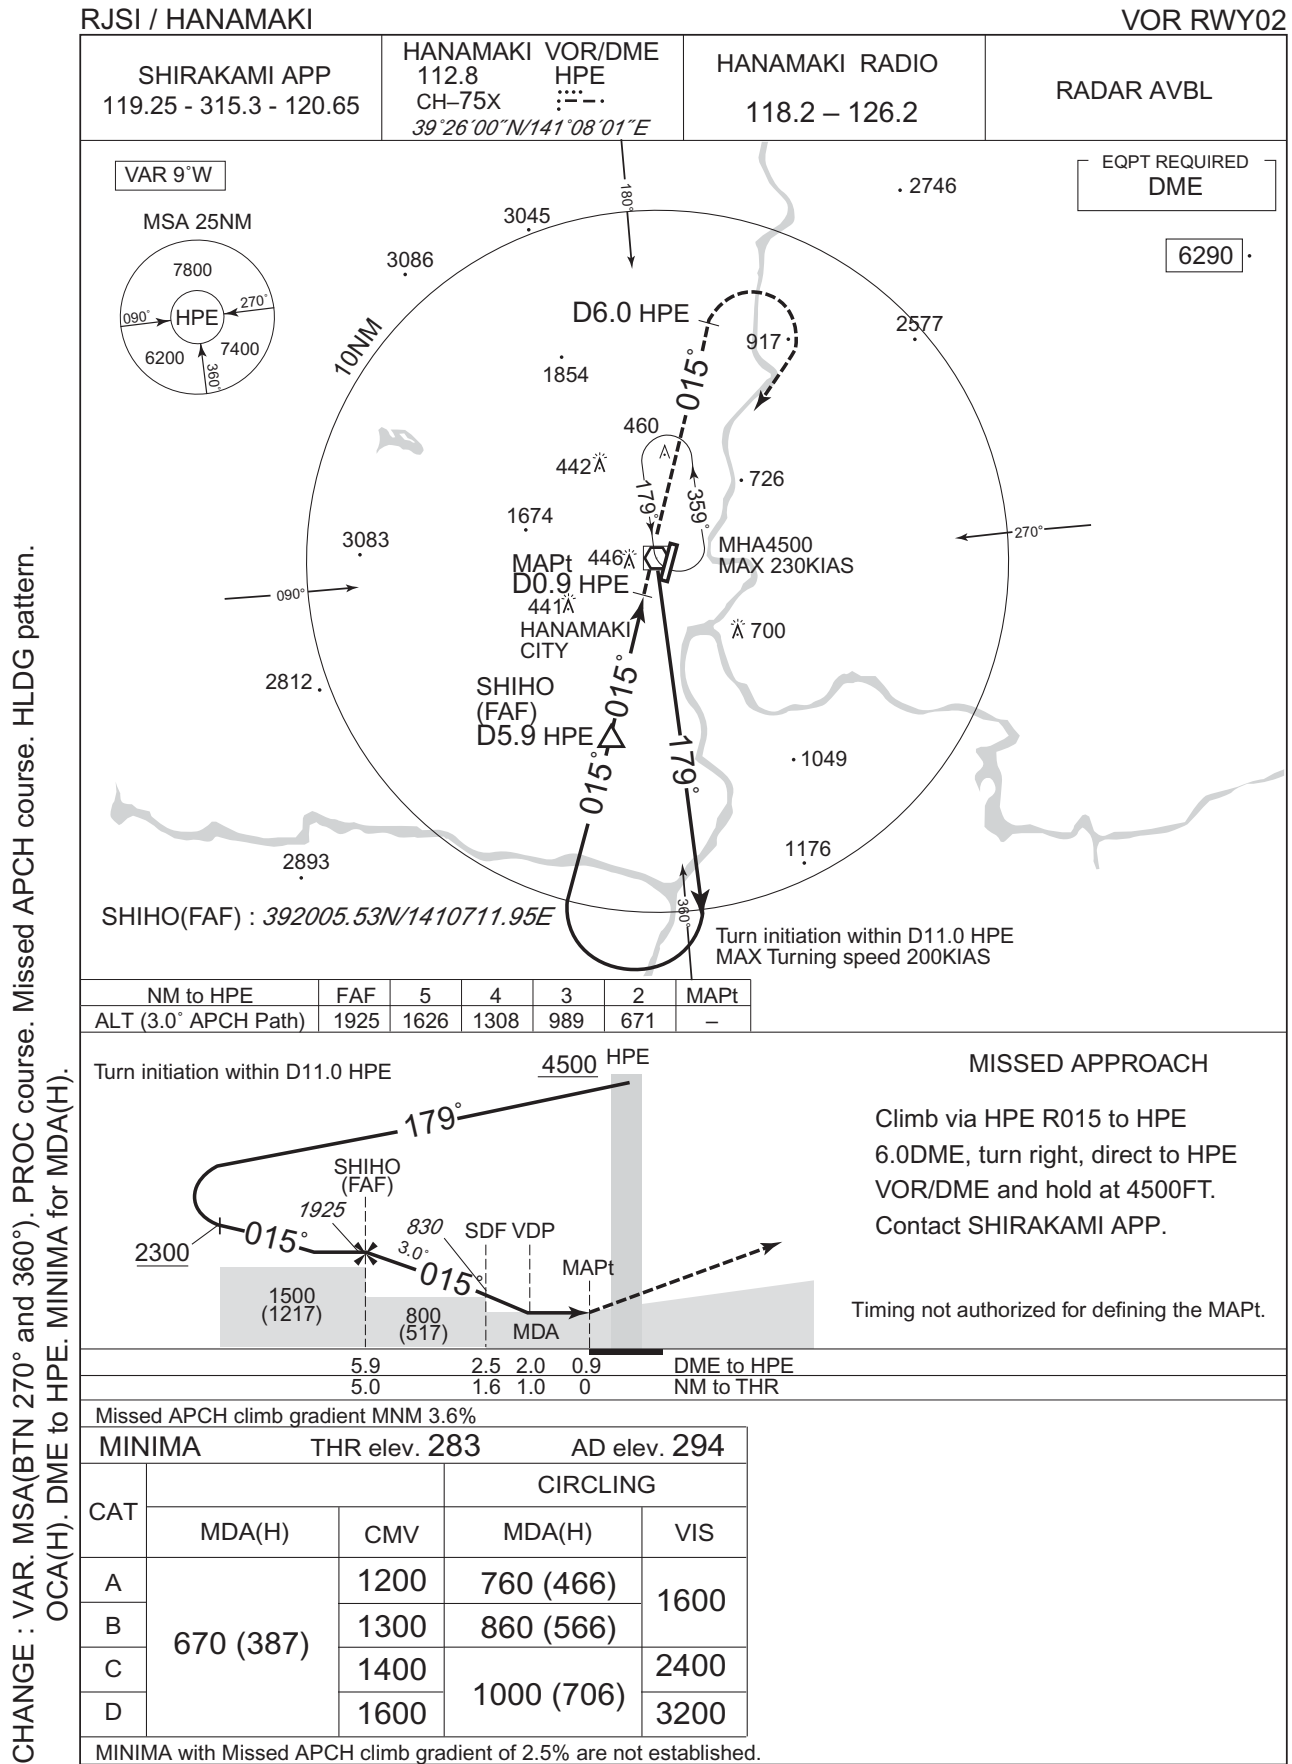 RJSI / HANAMAKI
VOR RWY02
SHIRAKAMI APP
119.25 - 315.3 - 120.65
HANAMAKI VOR/DME
112.8 HPE
CH–75X
39°26´00˝N/141°08´01˝E
HANAMAKI RADIO
118.2 – 126.2
RADAR AVBL
VAR 9°W
EQPT REQUIRED
DME
MSA 25NM
7800
HPE
090°
270°
6200
7400
360°
180°
2746
3045
3086
6290
10NM
D6.0 HPE
917
2577
1854
015°
460
442
726
179°
359°
1674
3083
270°
MHA4500
MAX 230KIAS
446
MAPt
D0.9 HPE
090°
441
HANAMAKI
CITY
700
2812
SHIHO
(FAF)
D5.9 HPE
015°
015°
179°
1049
1176
2893
360°
SHIHO(FAF) : 392005.53N/1410711.95E
Turn initiation within D11.0 HPE
MAX Turning speed 200KIAS
NM to HPE FAF 5 4 3 2 MAPt
ALT (3.0° APCH Path) 1925 1626 1308 989 671 –
Turn initiation within D11.0 HPE
4500
HPE
179°
SHIHO
(FAF)
1925
830
SDF VDP
2300
015°
3.0°
015°
MAPt
1500
(1217)
800
(517)
MDA
5.9 2.5 2.0 0.9 DME to HPE
5.0 1.6 1.0 0 NM to THR
MISSED APPROACH
Climb via HPE R015 to HPE
6.0DME, turn right, direct to HPE
VOR/DME and hold at 4500FT.
Contact SHIRAKAMI APP.
Timing not authorized for defining the MAPt.
Missed APCH climb gradient MNM 3.6%
MINIMA THR elev. 283 AD elev. 294
CAT
CIRCLING
MDA(H) CMV MDA(H) VIS
A 1200 760 (466)
1600
B 1300 860 (566)
670 (387)
C 1400 2400
1000 (706)
D 1600 3200
MINIMA with Missed APCH climb gradient of 2.5% are not established.
CHANGE : VAR. MSA(BTN 270° and 360°). PROC course. Missed APCH course. HLDG pattern.
OCA(H). DME to HPE. MINIMA for MDA(H).